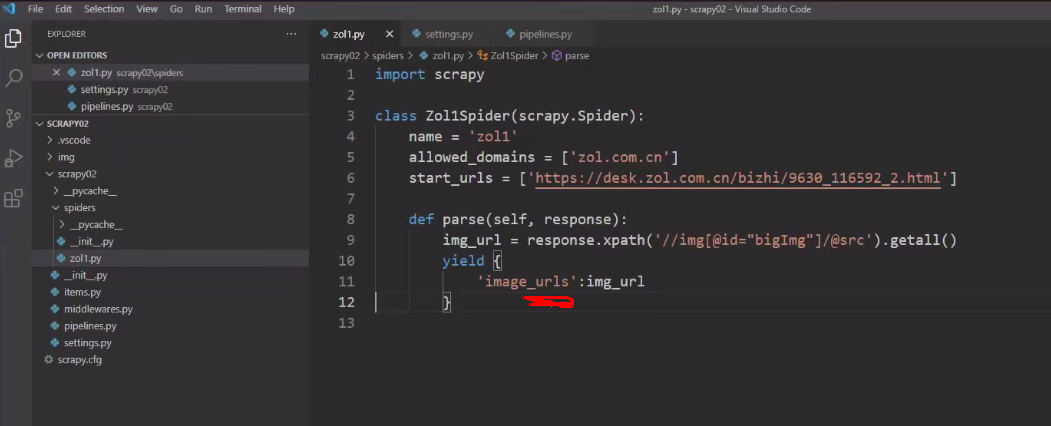 File Edit Selection View Go Run Terminal Help zol1.py - scrapy02 - Visual Studio Code
EXPLORER ...
OPEN EDITORS
zol1.py scrapy02\spiders
settings.py scrapy02
pipelines.py scrapy02
SCRAPY02
.vscode
img
scrapy02
__pycache__
spiders
__pycache__
__init__.py
zol1.py
__init__.py
items.py
middlewares.py
pipelines.py
settings.py
scrapy.cfg
zol1.py settings.py pipelines.py
scrapy02 > spiders > zol1.py > Zol1Spider > parse
1 import scrapy
2
3 class Zol1Spider(scrapy.Spider):
4 name = 'zol1'
5 allowed_domains = ['zol.com.cn']
6 start_urls = ['https://desk.zol.com.cn/bizhi/9630_116592_2.html']
7
8 def parse(self, response):
9 img_url = response.xpath('//img[@id="bigImg"]/@src').getall()
10 yield {
11 'image_urls':img_url
12 }
13